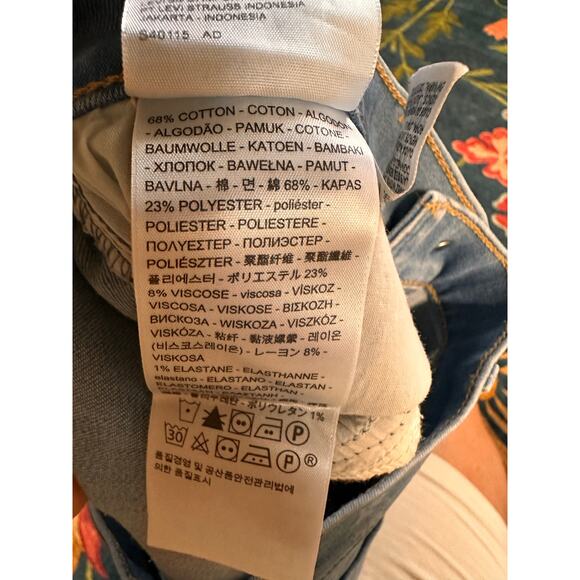 PT LEVI STRAUSS INDONESIA
JAKARTA - INDONESIA
S40115 AD
68% COTTON - COTON - ALGODON
- ALGODÃO - PAMUK - COTONE -
BAUMWOLLE - KATOEN - BAMBAKI
- ХЛОПОК - BAWEŁNA - PAMUT -
BAVLNA - 棉 - 면 - 綿 68% - KAPAS
23% POLYESTER - poliéster -
POLIESTER - POLIESTERE -
ΠΟΛΥΕΣΤΕΡ - ПОЛИЭСТЕР -
POLIÉSZTER - 聚酯纤维 - 聚酯纖維 -
폴리에스터 - ポリエステル 23%
8% VISCOSE - viscosa - VİSKOZ -
VISCOSA - VISKOSE - ΒΙΣΚΟΖΗ -
ВИСКОЗА - WISKOZA - VISZKÓZ -
VISKÓZA - 粘纤 - 黏液嫘縈 - 레이온
(비스코스레이온) - レーヨン 8% -
VISKOSA
1% ELASTANE - ELASTHANNE -
elastano - ELASTANO - ELASTAN -
ELASTOMERO - ELASTHAN -
ポリウレタン 1%
P
30 P ®
품질경영 및 공산품안전관리법에
의한 품질표시